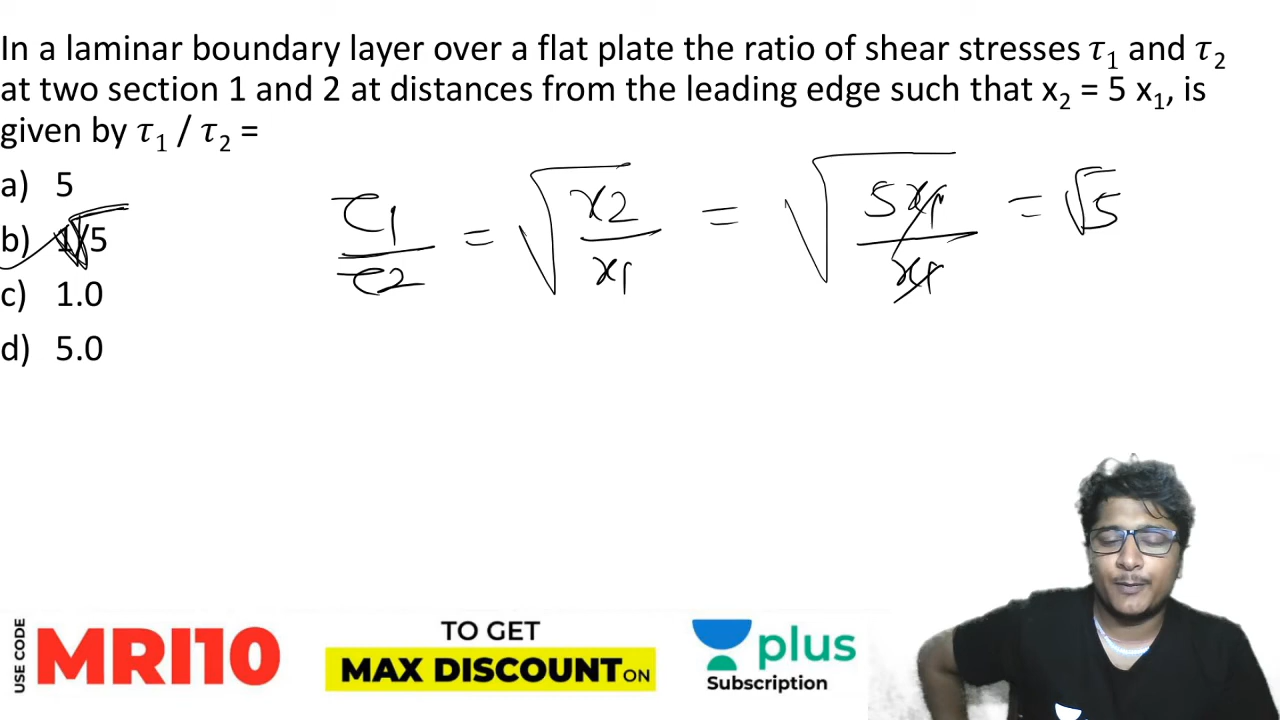 In a laminar boundary layer over a flat plate the ratio of shear stresses τ₁ and τ₂
at two section 1 and 2 at distances from the leading edge such that x₂ = 5 x₁, is
given by τ₁ / τ₂ =
a) 5
b) √5
c) 1.0
d) 5.0
τ1/τ2 = √(x2/x1) = √(5x1/x1) = √5
USE CODE
MRI10
TO GET
MAX DISCOUNT ON
plus
Subscription